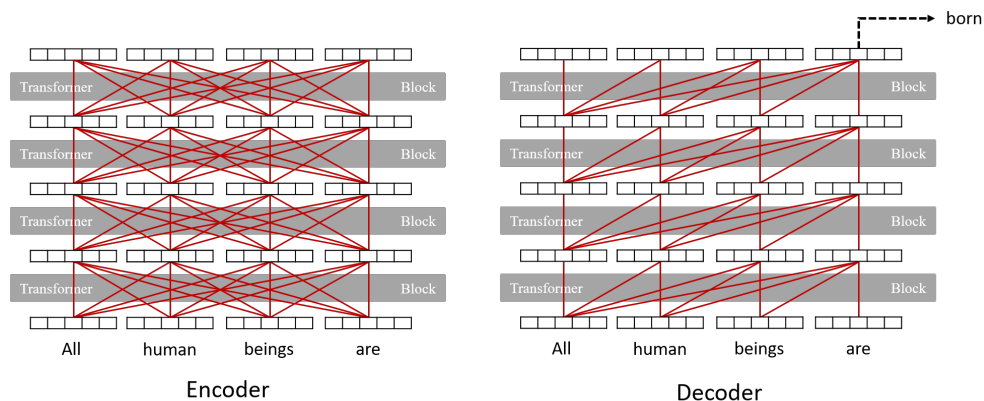 born
Transformer Block
Transformer Block
Transformer Block
Transformer Block
All human beings are
Encoder
Transformer Block
Transformer Block
Transformer Block
Transformer Block
All human beings are
Decoder